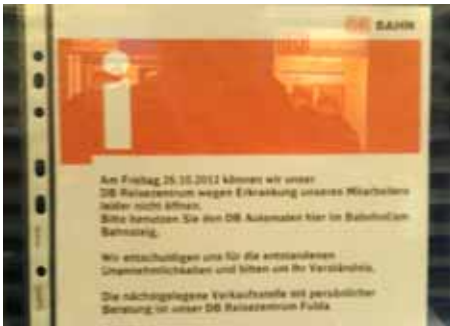 DB BAHN
i
Am Freitag 26.10.2012 können wir unser
DB Reisezentrum wegen Erkrankung unseres Mitarbeiters
leider nicht öffnen.
Bitte benutzen Sie den DB Automaten hier im
Bahnsteig.
Wir entschuldigen uns für die entstandenen
Unannehmlichkeiten und bitten um Ihr Verständnis.
Die nächstgelegene Verkaufsstelle mit persönlicher
Beratung ist unser DB Reisezentrum Fulda